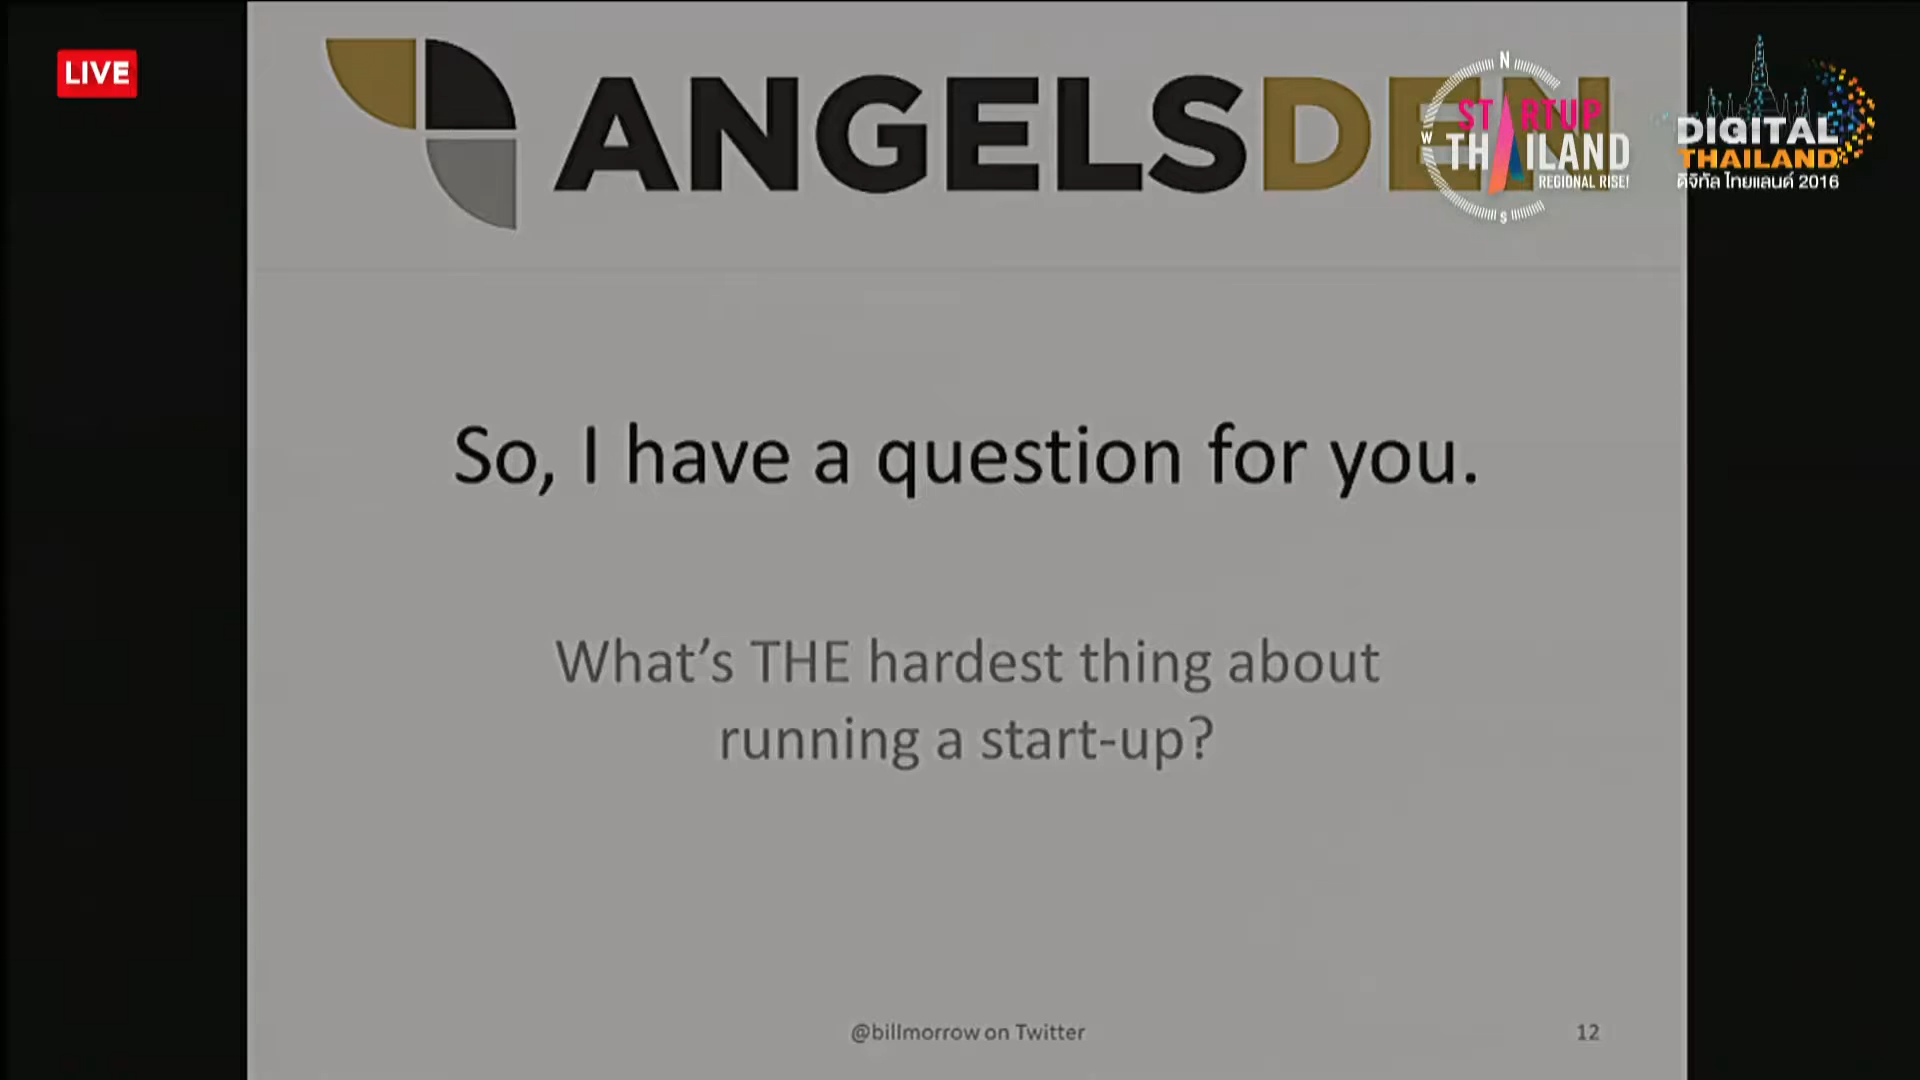 LIVE
ANGELSDEN
N
W
STARTUP
THAILAND
REGIONAL RISE!
S
DIGITAL
THAILAND
ดิจิทัล ไทยแลนด์ 2016
So, I have a question for you.
What's THE hardest thing about
running a start-up?
@billmorrow on Twitter
12